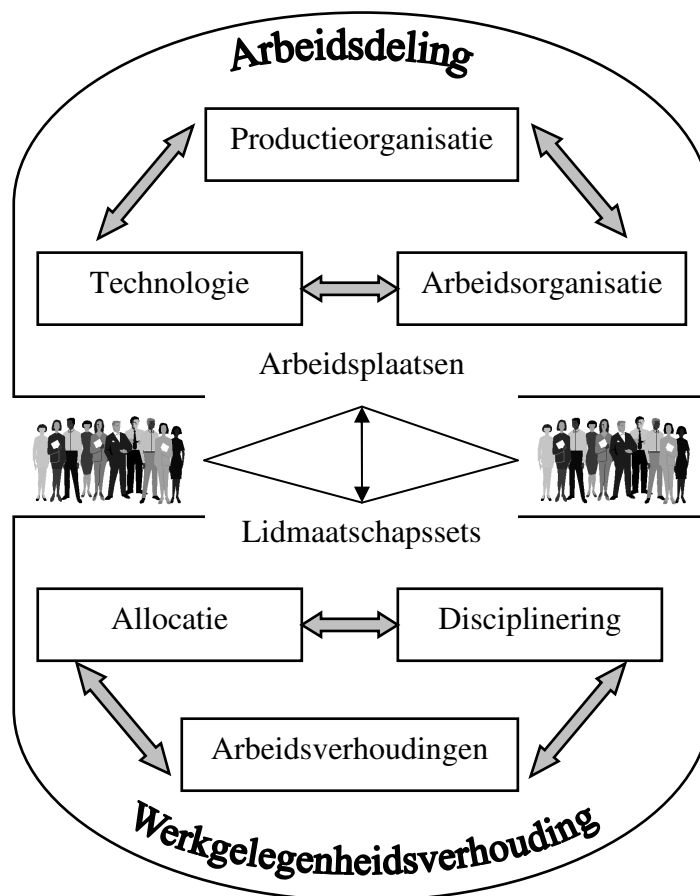 Arbeidsdeling
Productieorganisatie
Technologie
Arbeidsorganisatie
Arbeidsplaatsen
Lidmaatschapssets
Allocatie
Disciplinering
Arbeidsverhoudingen
Werkgelegenheidsverhouding